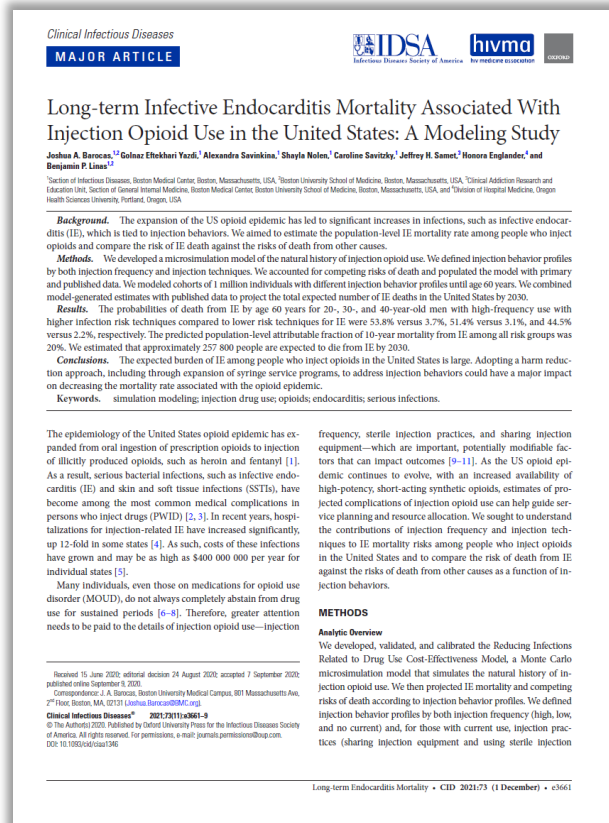 Clinical Infectious Diseases
MAJOR ARTICLE
IDSA
Infectious Diseases Society of America
hivma
hiv medicine association
OXFORD
Long-term Infective Endocarditis Mortality Associated With
Injection Opioid Use in the United States: A Modeling Study
Joshua A. Barocas,1,2 Golnaz Eftekhari Yazdi,1 Alexandra Savinkina,1 Shayla Nolen,1 Caroline Savitzky,1 Jeffrey H. Samet,3 Honora Englander,4 and
Benjamin P. Linas1,2
1Section of Infectious Diseases, Boston Medical Center, Boston, Massachusetts, USA, 2Boston University School of Medicine, Boston, Massachusetts, USA, 3Clinical Addiction Research and
Education Unit, Section of General Internal Medicine, Boston Medical Center, Boston University School of Medicine, Boston, Massachusetts, USA, and 4Division of Hospital Medicine, Oregon
Health Sciences University, Portland, Oregon, USA
Background. The expansion of the US opioid epidemic has led to significant increases in infections, such as infective endocar-
ditis (IE), which is tied to injection behaviors. We aimed to estimate the population-level IE mortality rate among people who inject
opioids and compare the risk of IE death against the risks of death from other causes.
Methods. We developed a microsimulation model of the natural history of injection opioid use. We defined injection behavior profiles
by both injection frequency and injection techniques. We accounted for competing risks of death and populated the model with primary
and published data. We modeled cohorts of 1 million individuals with different injection behavior profiles until age 60 years. We combined
model-generated estimates with published data to project the total expected number of IE deaths in the United States by 2030.
Results. The probabilities of death from IE by age 60 years for 20-, 30-, and 40-year-old men with high-frequency use with
higher infection risk techniques compared to lower risk techniques for IE were 53.8% versus 3.7%, 51.4% versus 3.1%, and 44.5%
versus 2.2%, respectively. The predicted population-level attributable fraction of 10-year mortality from IE among all risk groups was
20%. We estimated that approximately 257 800 people are expected to die from IE by 2030.
Conclusions. The expected burden of IE among people who inject opioids in the United States is large. Adopting a harm reduc-
tion approach, including through expansion of syringe service programs, to address injection behaviors could have a major impact
on decreasing the mortality rate associated with the opioid epidemic.
Keywords. simulation modeling; injection drug use; opioids; endocarditis; serious infections.
The epidemiology of the United States opioid epidemic has ex-
panded from oral ingestion of prescription opioids to injection
of illicitly produced opioids, such as heroin and fentanyl [1].
As a result, serious bacterial infections, such as infective endo-
carditis (IE) and skin and soft tissue infections (SSTIs), have
become among the most common medical complications in
persons who inject drugs (PWID) [2, 3]. In recent years, hospi-
talizations for injection-related IE have increased significantly,
up 12-fold in some states [4]. As such, costs of these infections
have grown and may be as high as $400 000 000 per year for
individual states [5].
Many individuals, even those on medications for opioid use
disorder (MOUD), do not always completely abstain from drug
use for sustained periods [6–8]. Therefore, greater attention
needs to be paid to the details of injection opioid use—injection
Received 15 June 2020; editorial decision 24 August 2020; accepted 7 September 2020;
published online September 9, 2020.
Correspondence: J. A. Barocas, Boston University Medical Campus, 801 Massachusetts Ave,
2nd Floor, Boston, MA, 02131 (Joshua.Barocas@BMC.org).
Clinical Infectious Diseases® 2021;73(11):e3661–9
© The Author(s) 2020. Published by Oxford University Press for the Infectious Diseases Society
of America. All rights reserved. For permissions, e-mail: journals.permissions@oup.com.
DOI: 10.1093/cid/ciaa1346
frequency, sterile injection practices, and sharing injection
equipment—which are important, potentially modifiable fac-
tors that can impact outcomes [9–11]. As the US opioid epi-
demic continues to evolve, with an increased availability of
high-potency, short-acting synthetic opioids, estimates of pro-
jected complications of injection opioid use can help guide ser-
vice planning and resource allocation. We sought to understand
the contributions of injection frequency and injection tech-
niques to IE mortality risks among people who inject opioids
in the United States and to compare the risk of death from IE
against the risks of death from other causes as a function of in-
jection behaviors.
METHODS
Analytic Overview
We developed, validated, and calibrated the Reducing Infections
Related to Drug Use Cost-Effectiveness Model, a Monte Carlo
microsimulation model that simulates the natural history of in-
jection opioid use. We then projected IE mortality and competing
risks of death according to injection behavior profiles. We defined
injection behavior profiles by both injection frequency (high, low,
and no current) and, for those with current use, injection prac-
tices (sharing injection equipment and using sterile injection
Long-term Endocarditis Mortality • CID 2021:73 (1 December) • e3661